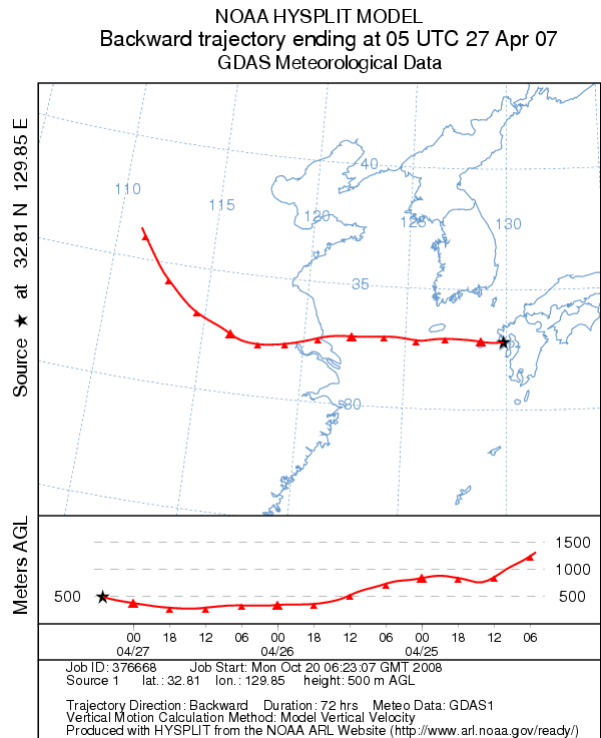 NOAA HYSPLIT MODEL
Backward trajectory ending at 05 UTC 27 Apr 07
GDAS Meteorological Data
Source ★ at 32.81 N 129.85 E
110
115
120
125
130
40
35
30
Meters AGL
500
1500
1000
500
00 18 12 06 00 18 12 06 00 18 12 06
04/27 04/26 04/25
Job ID: 376668 Job Start: Mon Oct 20 06:23:07 GMT 2008
Source 1 lat.: 32.81 lon.: 129.85 height: 500 m AGL
Trajectory Direction: Backward Duration: 72 hrs Meteo Data: GDAS1
Vertical Motion Calculation Method: Model Vertical Velocity
Produced with HYSPLIT from the NOAA ARL Website (http://www.arl.noaa.gov/ready/)